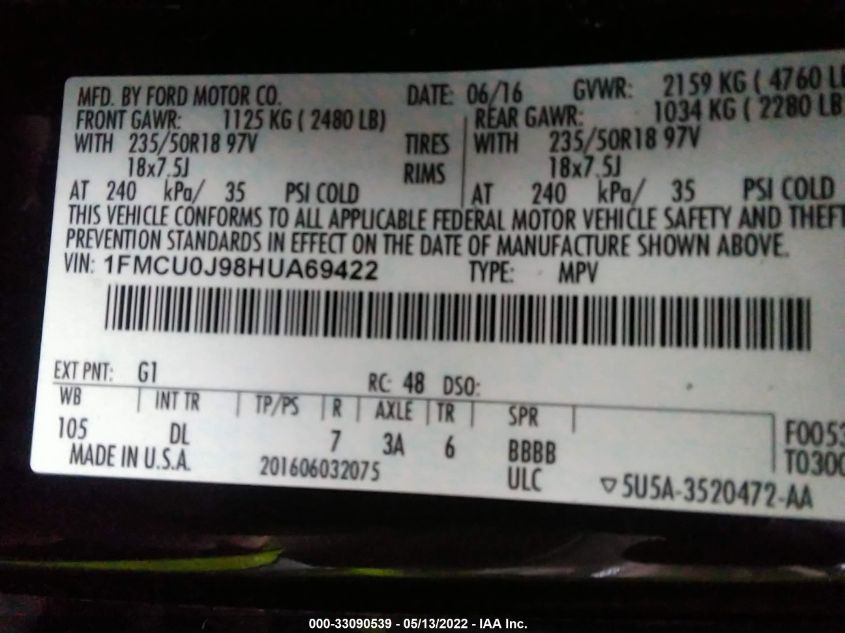 MFD. BY FORD MOTOR CO. DATE: 06/16 GVWR: 2159 KG ( 4760 LB
FRONT GAWR: 1125 KG ( 2480 LB) REAR GAWR: 1034 KG ( 2280 LB
WITH 235/50R18 97V TIRES WITH 235/50R18 97V
18x7.5J RIMS 18x7.5J
AT 240 kPa/ 35 PSI COLD AT 240 kPa/ 35 PSI COLD
THIS VEHICLE CONFORMS TO ALL APPLICABLE FEDERAL MOTOR VEHICLE SAFETY AND THEFT
PREVENTION STANDARDS IN EFFECT ON THE DATE OF MANUFACTURE SHOWN ABOVE.
VIN: 1FMCU0J98HUA69422 TYPE: MPV
EXT PNT: G1 RC: 48 DSO:
WB INT TR TP/PS R AXLE TR SPR
105 DL 7 3A 6 BBBB F0053
MADE IN U.S.A. 201606032075 ULC T0300
5U5A-3520472-AA
000-33090539 - 05/13/2022 - IAA Inc.